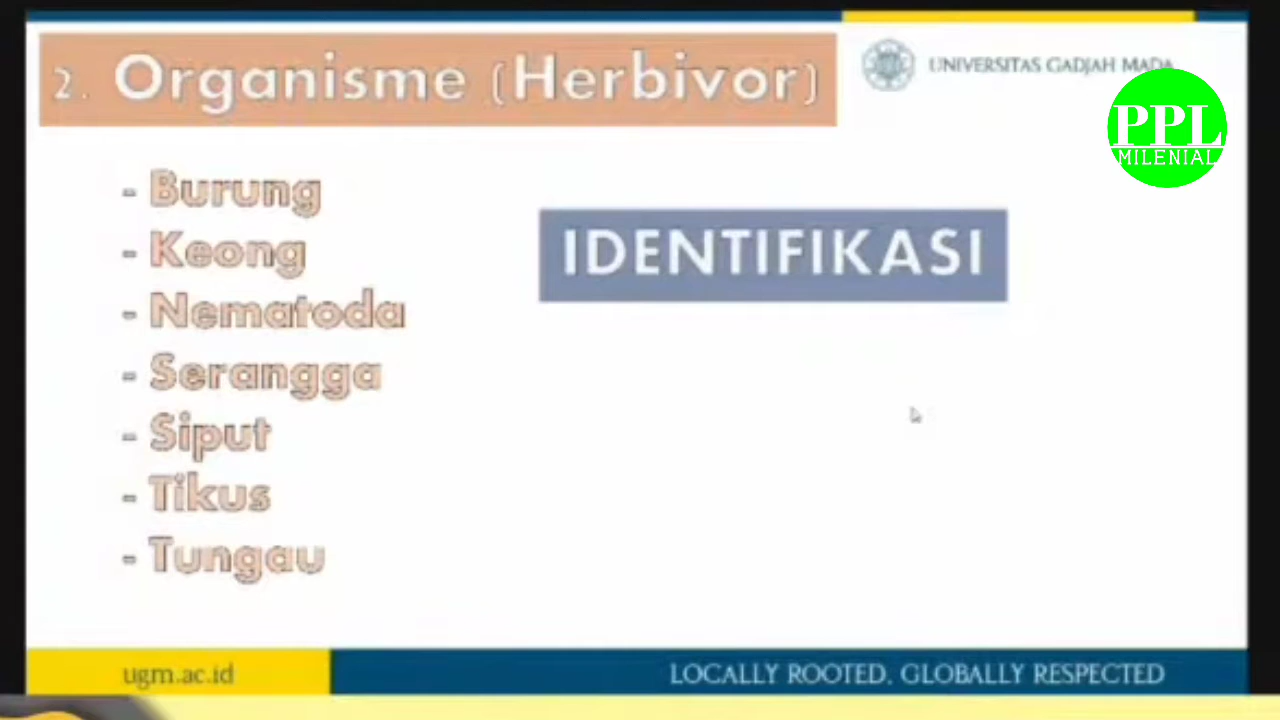 2. Organisme (Herbivor)
UNIVERSITAS GADJAH MADA
PPL
MILENIAL
- Burung
- Keong
- Nematoda
- Serangga
- Siput
- Tikus
- Tungau
IDENTIFIKASI
ugm.ac.id
LOCALLY ROOTED, GLOBALLY RESPECTED